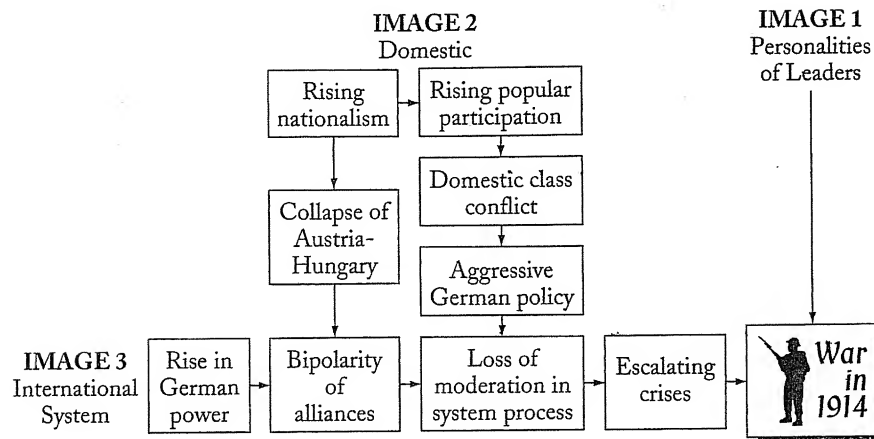 IMAGE 2
Domestic
IMAGE 1
Personalities
of Leaders
Rising
nationalism
Rising popular
participation
Domestic class
conflict
Collapse of
Austria-
Hungary
Aggressive
German policy
IMAGE 3
International
System
Rise in
German
power
Bipolarity
of
alliances
Loss of
moderation in
system process
Escalating
crises
War
in
1914